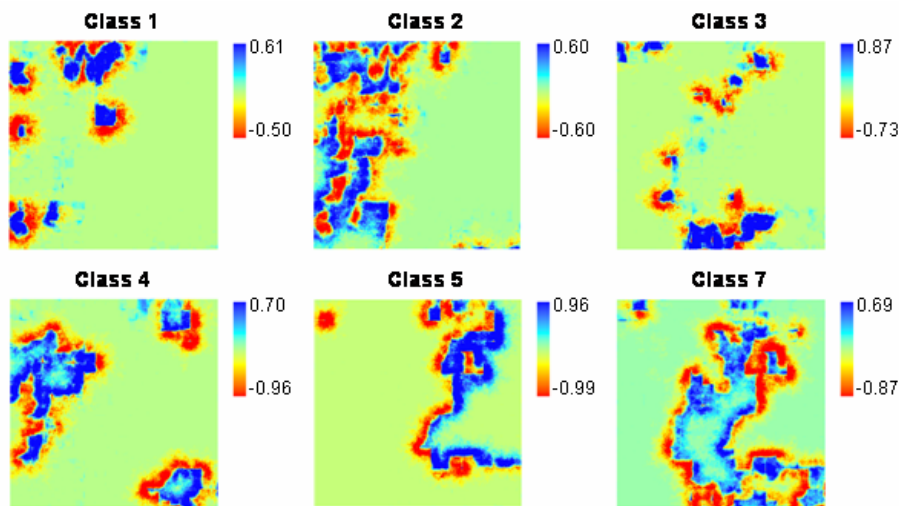 Class 1 Class 2 Class 3
0.61 0.60 0.87
-0.50 -0.60 -0.73
Class 4 Class 5 Class 7
0.70 0.96 0.69
-0.96 -0.99 -0.87